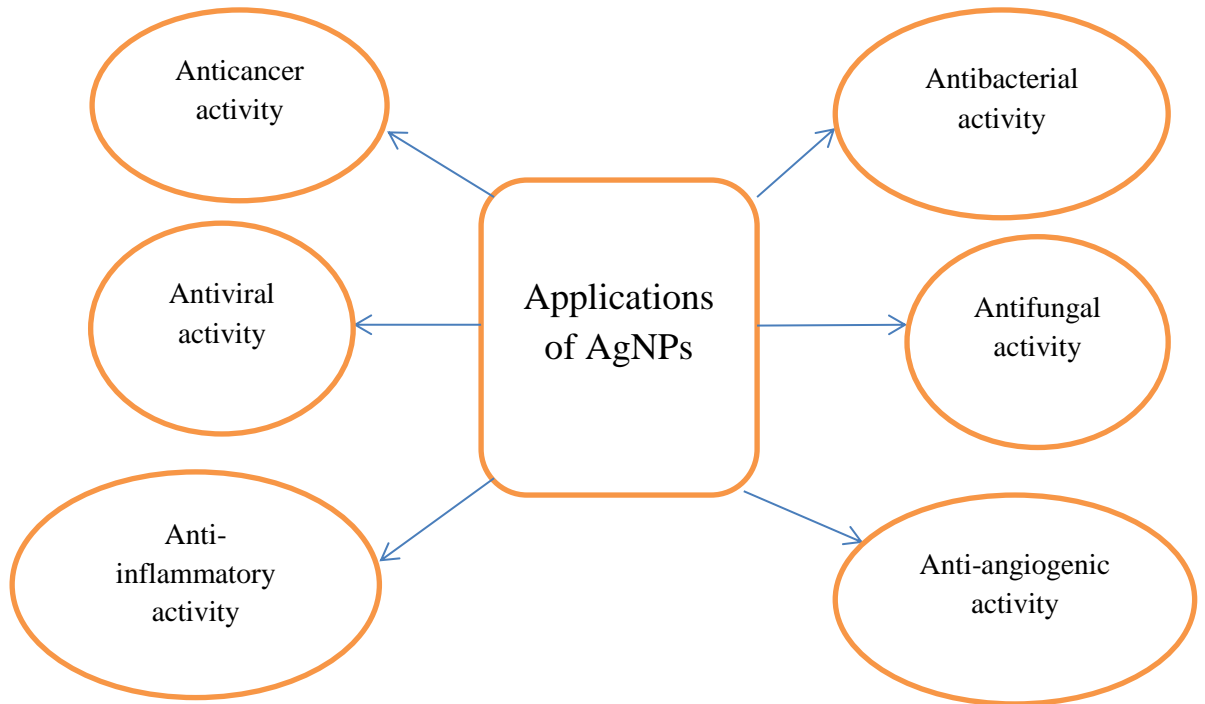 Anticancer
activity
Antibacterial
activity
Antiviral
activity
Applications
of AgNPs
Antifungal
activity
Anti-
inflammatory
activity
Anti-angiogenic
activity